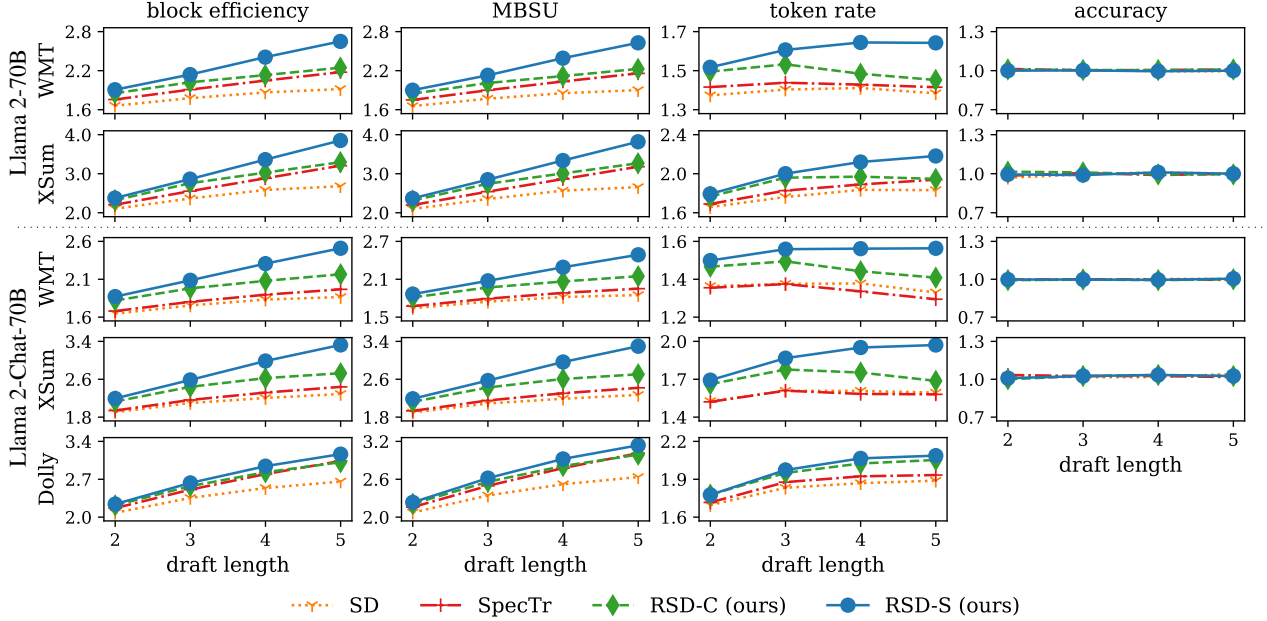 block efficiency MBSU token rate accuracy
Llama 2-70B
WMT
2.8 2.8 1.7 1.3
2.2 2.2 1.5 1.0
1.6 1.6 1.3 0.7
XSum
4.0 4.0 2.4 1.3
3.0 3.0 2.0 1.0
2.0 2.0 1.6 0.7
Llama 2-Chat-70B
WMT
2.6 2.7 1.6 1.3
2.1 2.1 1.4 1.0
1.6 1.5 1.2 0.7
XSum
3.4 3.4 2.0 1.3
2.6 2.6 1.7 1.0
1.8 1.8 1.4 0.7
2 3 4 5
draft length
Dolly
3.4 3.2 2.2
2.7 2.6 1.9
2.0 2.0 1.6
2 3 4 5 2 3 4 5 2 3 4 5
draft length draft length draft length
SD SpecTr RSD-C (ours) RSD-S (ours)